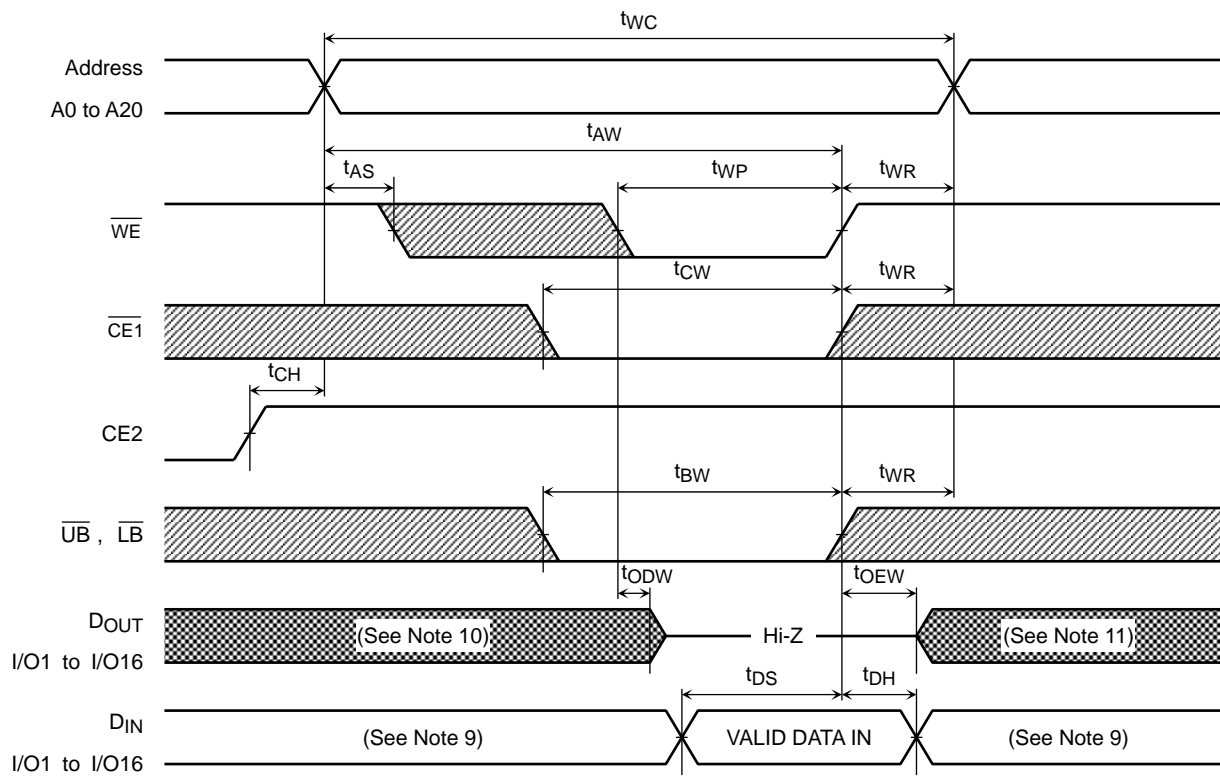 tWC
Address
A0 to A20
tAW
tAS
tWP
tWR
WE
tCW
tWR
CE1
tCH
CE2
tBW
tWR
UB , LB
tODW
tOEW
DOUT
(See Note 10)
Hi-Z
(See Note 11)
I/O1 to I/O16
tDS
tDH
DIN
(See Note 9)
VALID DATA IN
(See Note 9)
I/O1 to I/O16